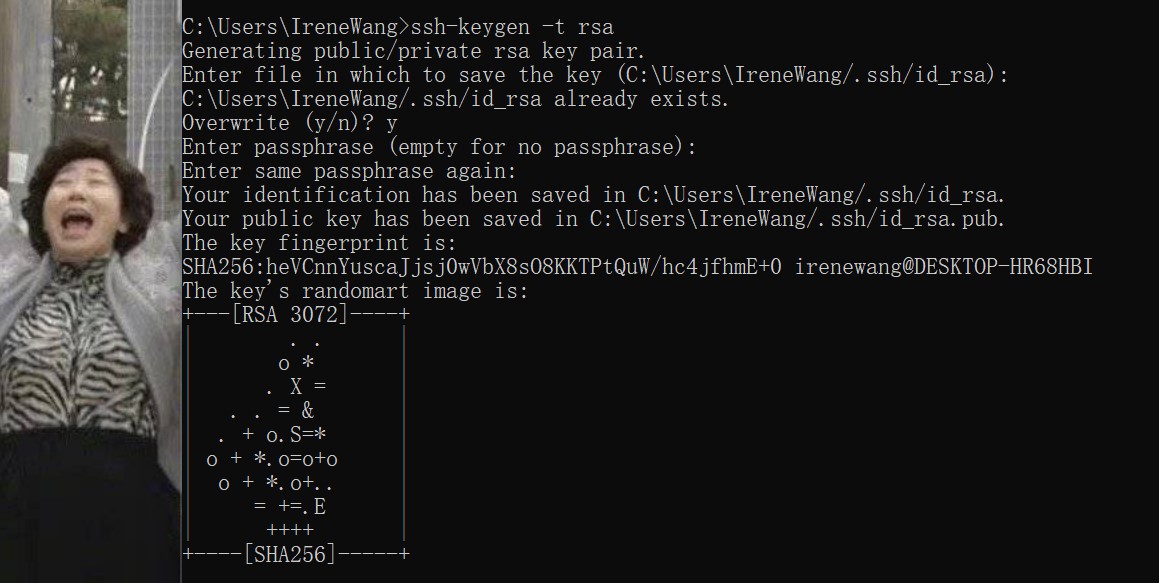 C:\Users\IreneWang>ssh-keygen -t rsa
Generating public/private rsa key pair.
Enter file in which to save the key (C:\Users\IreneWang/.ssh/id_rsa):
C:\Users\IreneWang/.ssh/id_rsa already exists.
Overwrite (y/n)? y
Enter passphrase (empty for no passphrase):
Enter same passphrase again:
Your identification has been saved in C:\Users\IreneWang/.ssh/id_rsa.
Your public key has been saved in C:\Users\IreneWang/.ssh/id_rsa.pub.
The key fingerprint is:
SHA256:heVCnnYuscaJjsj0wVbX8sO8KKTPtQuW/hc4jfhmE+0 irenewang@DESKTOP-HR68HBI
The key's randomart image is:
+---[RSA 3072]----+
|        . .      |
|       o *       |
|      . X =      |
|   . . = &       |
|  . + o.S=*      |
| o + *.o=o+o     |
|  o + *.o+..     |
|     = +=.E      |
|      ++++       |
+----[SHA256]-----+